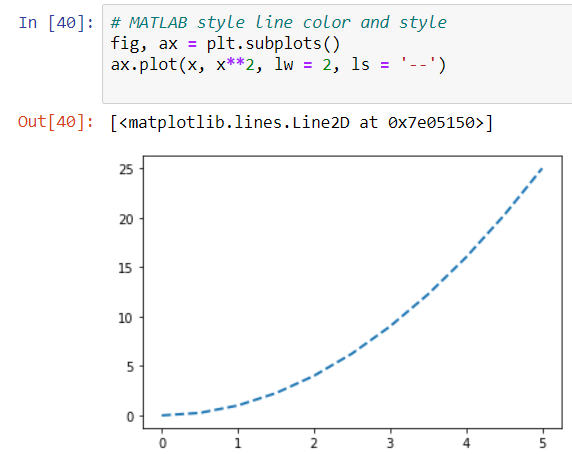 In [40]: # MATLAB style line color and style
fig, ax = plt.subplots()
ax.plot(x, x**2, lw = 2, ls = '--')
Out[40]: [<matplotlib.lines.Line2D at 0x7e05150>]
25
20
15
10
5
0
0 1 2 3 4 5